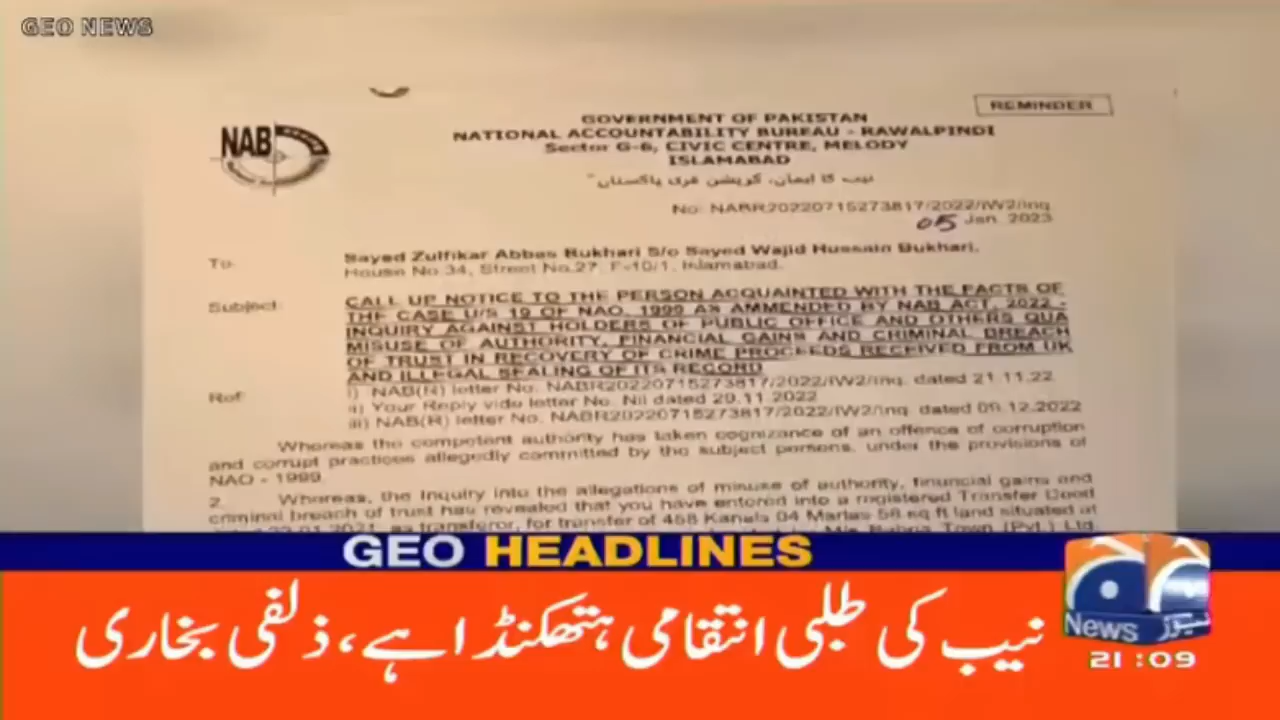 GEO NEWS
REMINDER
NAB
GOVERNMENT OF PAKISTAN
NATIONAL ACCOUNTABILITY BUREAU - RAWALPINDI
Sector G-6, CIVIC CENTRE, MELODY
ISLAMABAD
نیب کا ایمان، کرپشن فری پاکستان"
No: NABR20220715273817/2022/IW2/Inq
05 Jan. 2023
To: Sayed Zulfikar Abbas Bukhari S/o Sayed Wajid Hussain Bukhari,
House No 34, Street No.27, F-10/1, Islamabad.
Subject: CALL UP NOTICE TO THE PERSON ACQUAINTED WITH THE FACTS OF
THE CASE U/S 19 OF NAO, 1999 AS AMMENDED BY NAB ACT, 2022 -
INQUIRY AGAINST HOLDERS OF PUBLIC OFFICE AND OTHERS QUA
MISUSE OF AUTHORITY, FINANCIAL GAINS AND CRIMINAL BREACH
OF TRUST IN RECOVERY OF CRIME PROCEEDS RECEIVED FROM UK
AND ILLEGAL SEALING OF ITS RECORD
Ref: i) NAB(R) letter No. NABR20220715273817/2022/IW2/Inq. dated 21.11.22
ii) Your Reply vide letter No. Nil dated 29.11.2022
iii) NAB(R) letter No. NABR20220715273817/2022/IW2/Inq. dated 09.12.2022
Whereas the competent authority has taken cognizance of an offence of corruption
and corrupt practices allegedly committed by the subject persons, under the provisions of
NAO - 1999.
2. Whereas, the Inquiry into the allegations of misuse of authority, financial gains and
criminal breach of trust has revealed that you have entered into a registered Transfer Deed
as transferor, for transfer of 458 Kanals 04 Marlas 58 sq ft land situated at
Town (Pvt.) Ltd.
GEO HEADLINES
نیب کی طلبی انتقامی ہتھکنڈا ہے، ذلفی بخاری
News نیوز
21:09